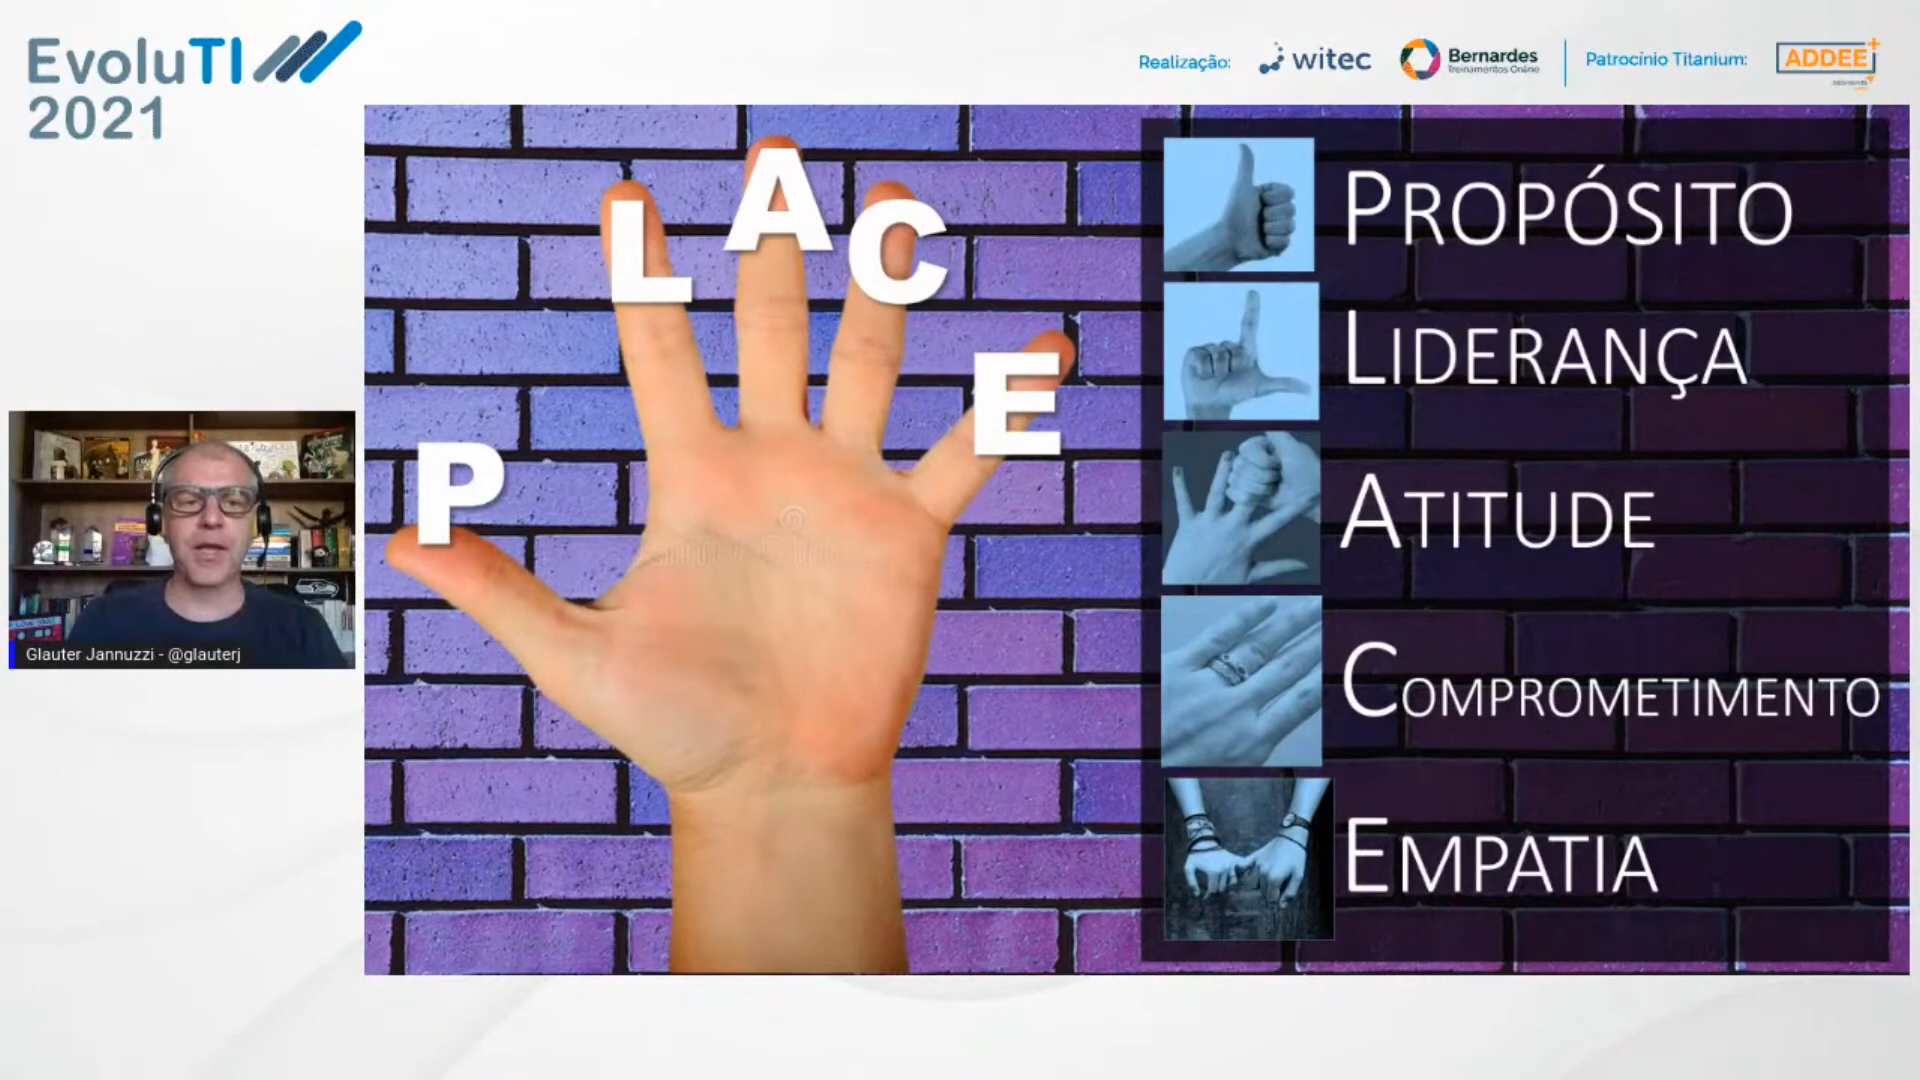 EvoluTI
2021
Realização:
witec
Bernardes
Treinamentos Online
Patrocínio Titanium:
ADDEE
P
L
A
C
E
PROPÓSITO
LIDERANÇA
ATITUDE
COMPROMETIMENTO
EMPATIA
Glauter Jannuzzi - @glauterj